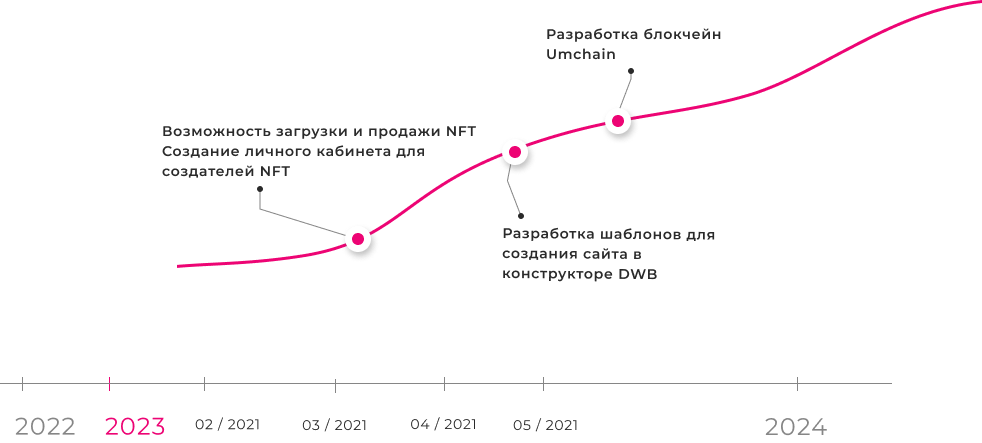 Разработка блокчейн
Umchain
Возможность загрузки и продажи NFT
Создание личного кабинета для
создателей NFT
Разработка шаблонов для
создания сайта в
конструкторе DWB
2022
2023
02 / 2021
03 / 2021
04 / 2021
05 / 2021
2024